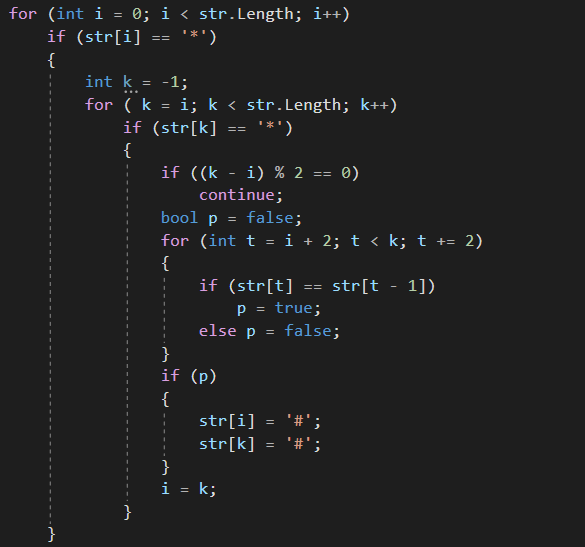 for (int i = 0; i < str.Length; i++)
if (str[i] == '*')
{
int k = -1;
for ( k = i; k < str.Length; k++)
if (str[k] == '*')
{
if ((k - i) % 2 == 0)
continue;
bool p = false;
for (int t = i + 2; t < k; t += 2)
{
if (str[t] == str[t - 1])
p = true;
else p = false;
}
if (p)
{
str[i] = '#';
str[k] = '#';
}
i = k;
}
}